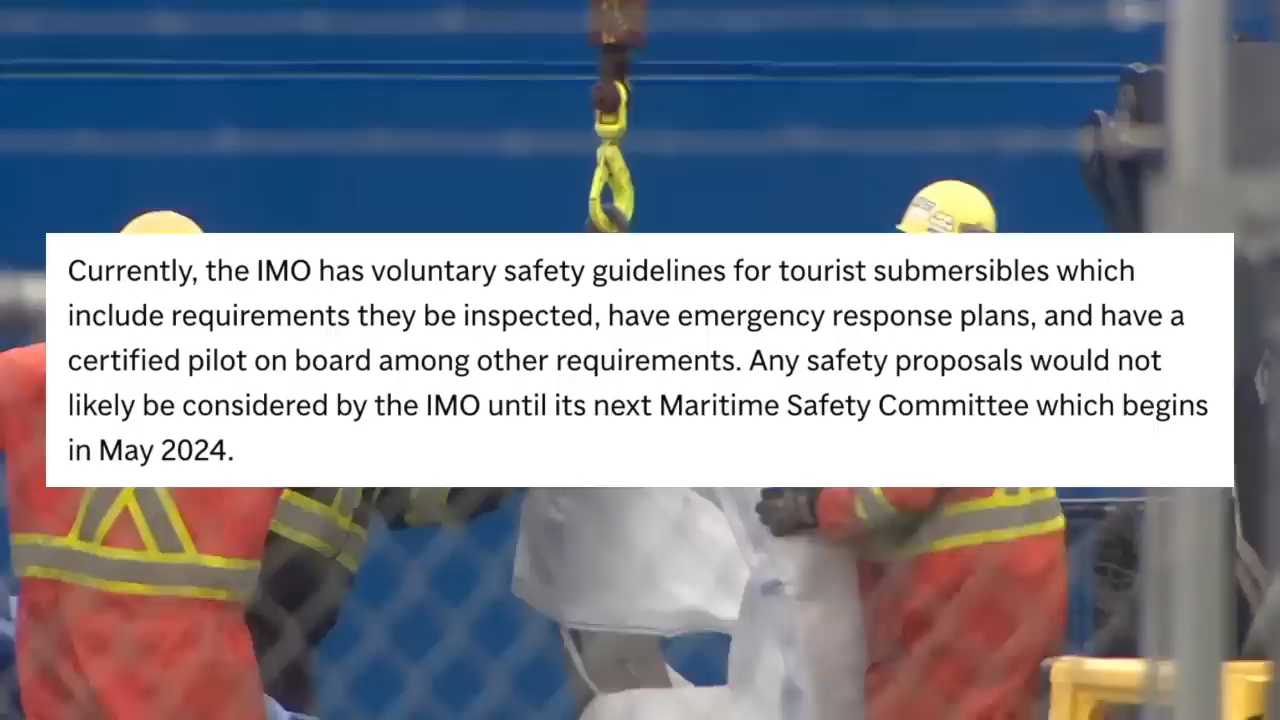 Currently, the IMO has voluntary safety guidelines for tourist submersibles which
include requirements they be inspected, have emergency response plans, and have a
certified pilot on board among other requirements. Any safety proposals would not
likely be considered by the IMO until its next Maritime Safety Committee which begins
in May 2024.